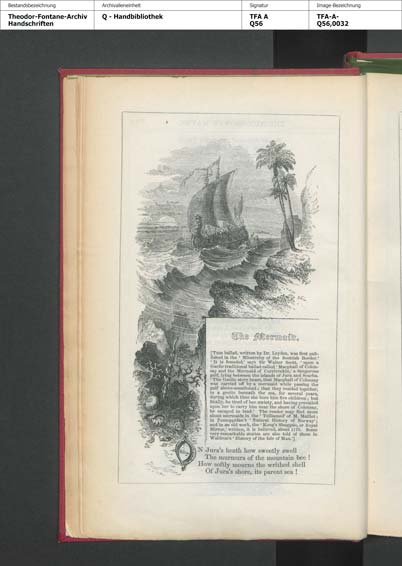 Bestandsbezeichnung Archivalieneinheit Signatur Image-Bezeichnung
Theodor-Fontane-Archiv Q - Handbibliothek TFA A TFA-A-
Handschriften Q56 Q56,0032
The Mermaid.
[THIS ballad, written by Dr. Leyden, was first pub-
lished in the ' Minstrelsy of the Scottish Border.'
' It is founded,' says Sir Walter Scott, ' upon a
Gaelic traditional ballad called ' Macphail of Colon-
say and the Mermaid of Corrivrekin,' a dangerous
gulf, lying between the islands of Jura and Scarba.
' The Gaelic story bears, that Macphail of Colonsay
was carried off by a mermaid while passing the
gulf above-mentioned ; that they resided together,
in a grotto beneath the sea, for several years,
during which time she bore him five children ; but
finally, he tired of her society, and having prevailed
upon her to carry him near the shore of Colonsay,
he escaped to land.' The reader may find more
about mermaids in the ' Telliamed' of M. Maillet ;
in Pontoppidan's ' Natural History of Norway ;'
and in an old work, the ' Kong's Skuggsio, or Royal
Mirror,' written, it is believed, about 1170. Some
very remarkable stories are also told of them in
Waldron's ' History of the Isle of Man.']
N Jura's heath how sweetly swell
The murmurs of the mountain bee !
How softly mourns the writhed shell
Of Jura's shore, its parent sea !